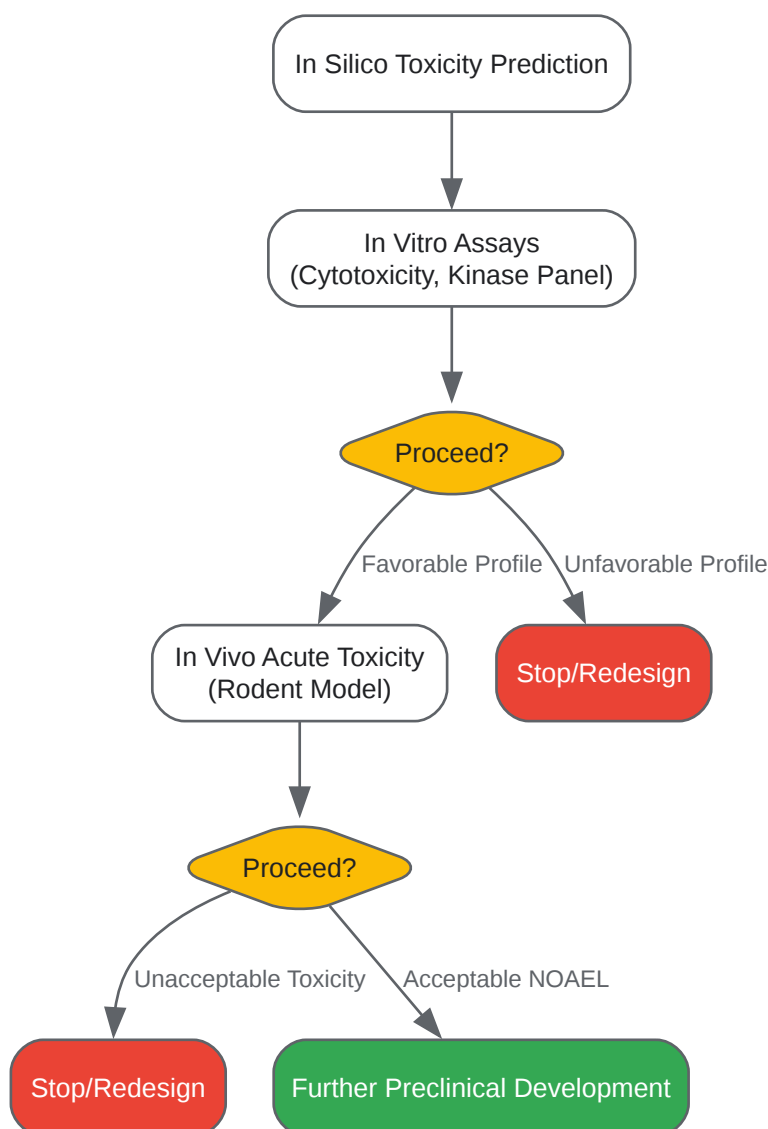 In Silico Toxicity Prediction
In Vitro Assays
(Cytotoxicity, Kinase Panel)
Proceed?
Favorable Profile
Unfavorable Profile
In Vivo Acute Toxicity
(Rodent Model)
Stop/Redesign
Proceed?
Unacceptable Toxicity
Acceptable NOAEL
Stop/Redesign
Further Preclinical Development